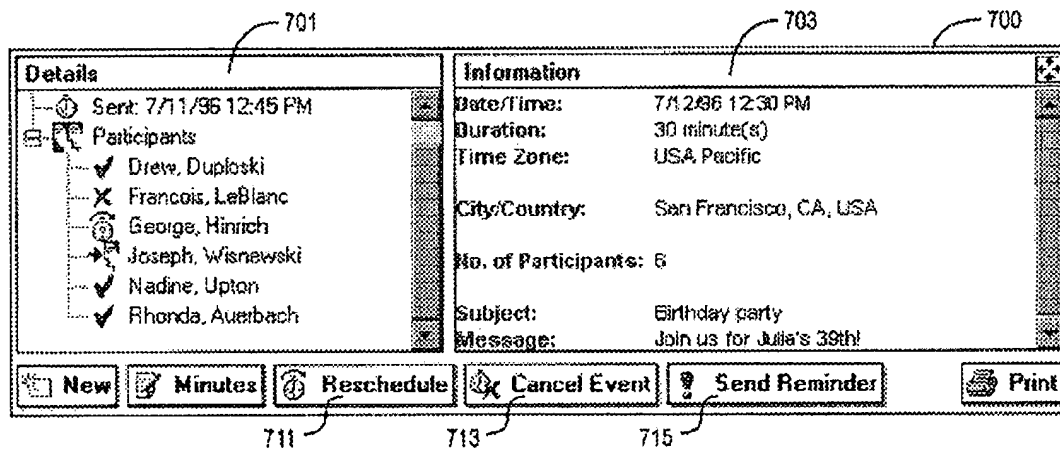 701
703
700
Details
Sent: 7/11/96 12:45 PM
Participants
Drew, Duploski
Francois, LeBlanc
George, Hinrich
Joseph, Wisnewski
Nadine, Upton
Rhonda, Auerbach
Information
Date/Time: 7/12/96 12:30 PM
Duration: 30 minute(s)
Time Zone: USA Pacific
City/Country: San Francisco, CA, USA
No. of Participants: 6
Subject: Birthday party
Message: Join us for Julia's 39th!
New Minutes Reschedule Cancel Event Send Reminder Print
711
713
715